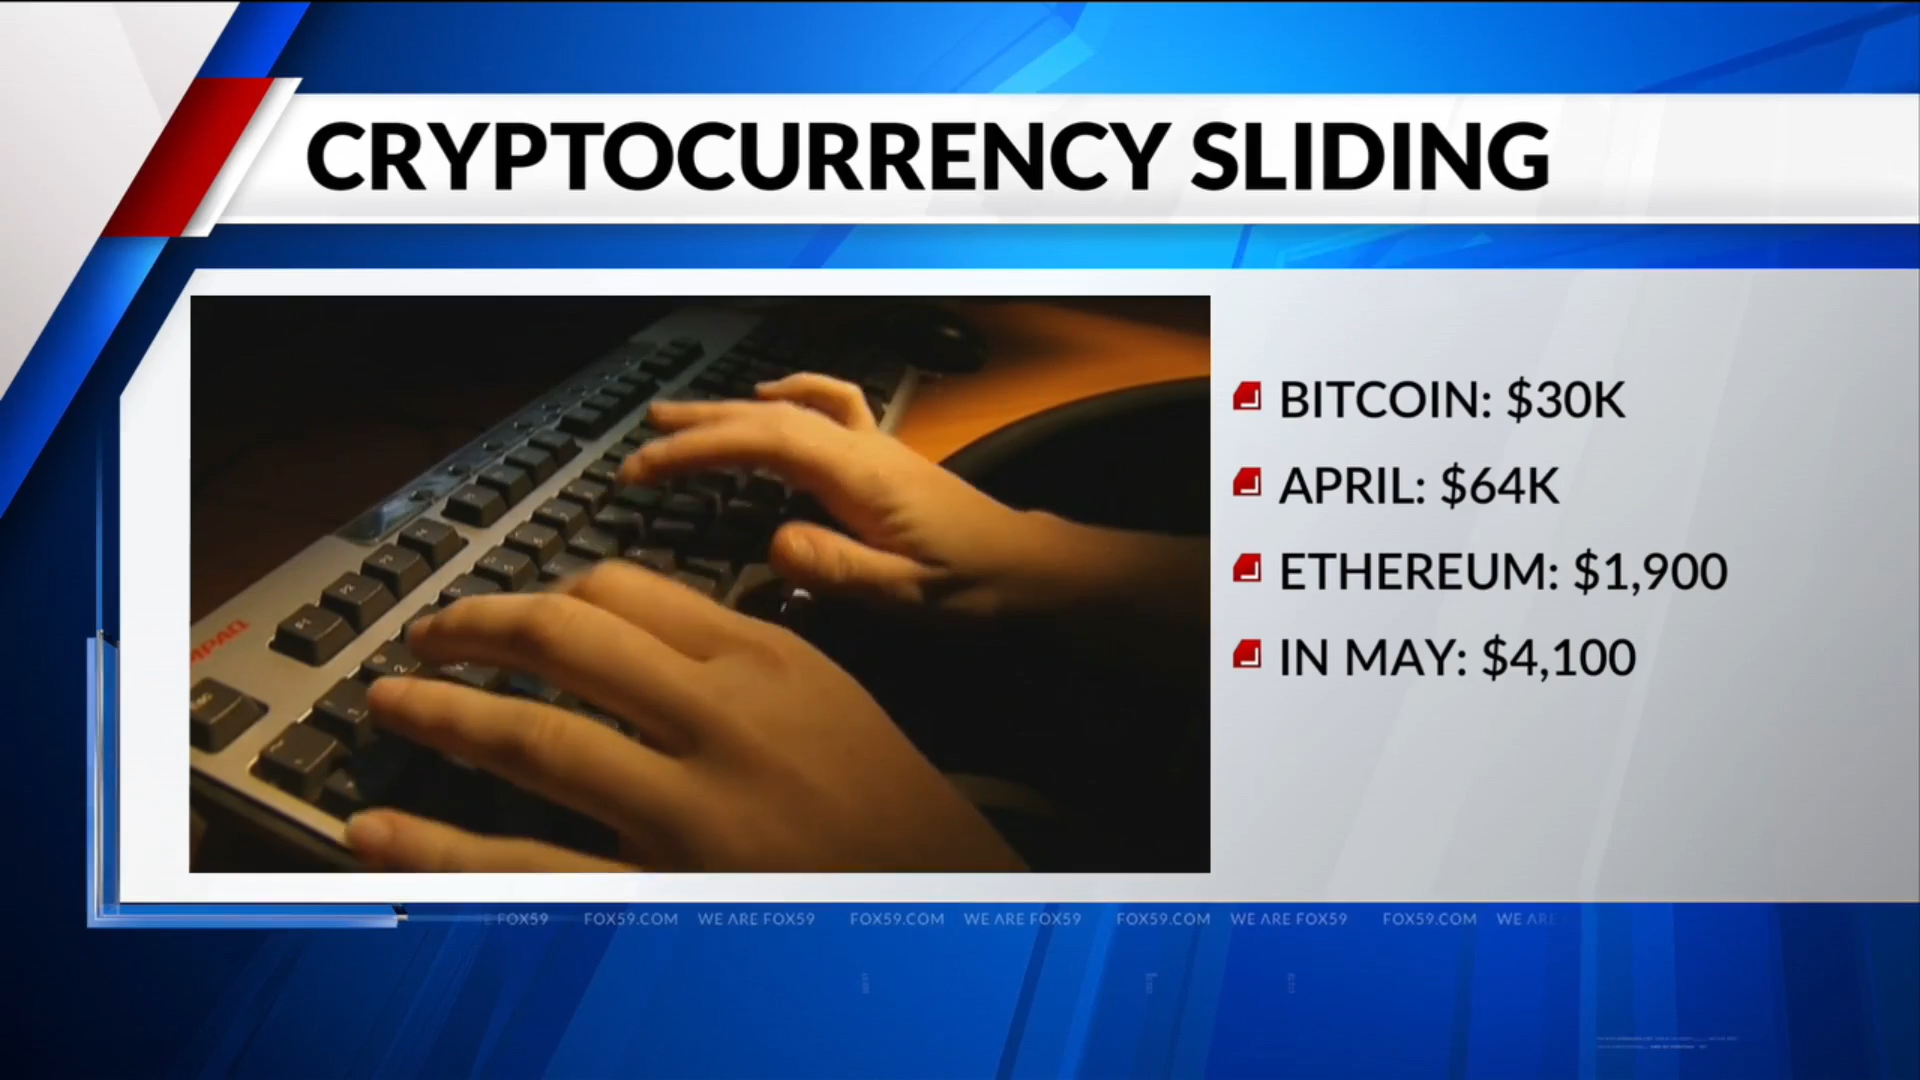 CRYPTOCURRENCY SLIDING
BITCOIN: $30K
APRIL: $64K
ETHEREUM: $1,900
IN MAY: $4,100
E FOX59 FOX59.COM WE ARE FOX59 FOX59.COM WE ARE FOX59 FOX59.COM WE ARE FOX59 FOX59.COM WE ARE